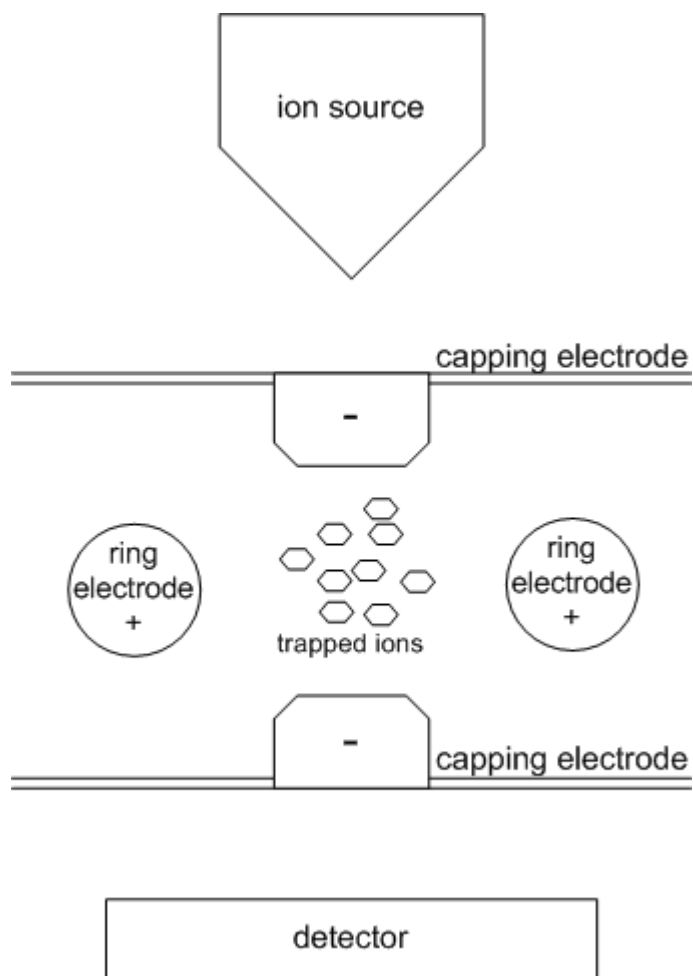 ion source
capping electrode
-
ring
electrode
+
ring
electrode
+
trapped ions
-
capping electrode
detector